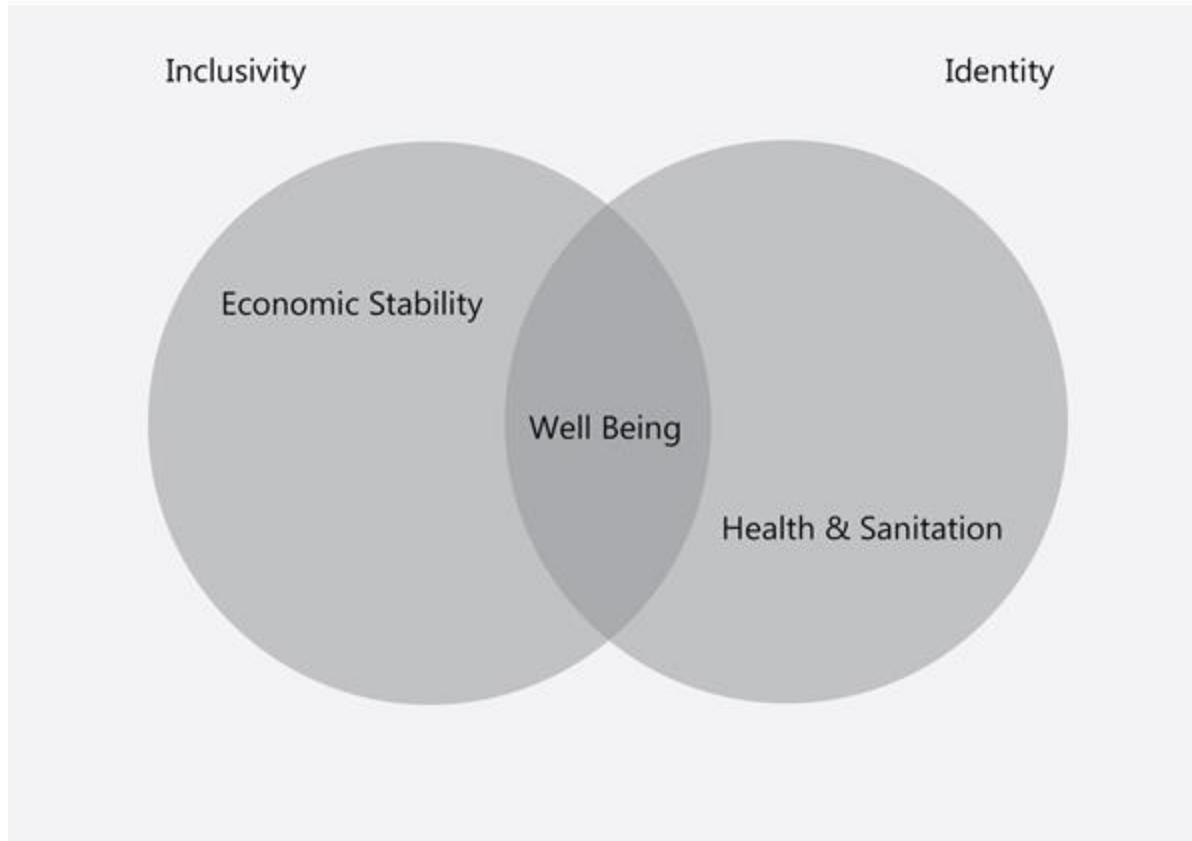 Inclusivity
Identity
Economic Stability
Well Being
Health & Sanitation